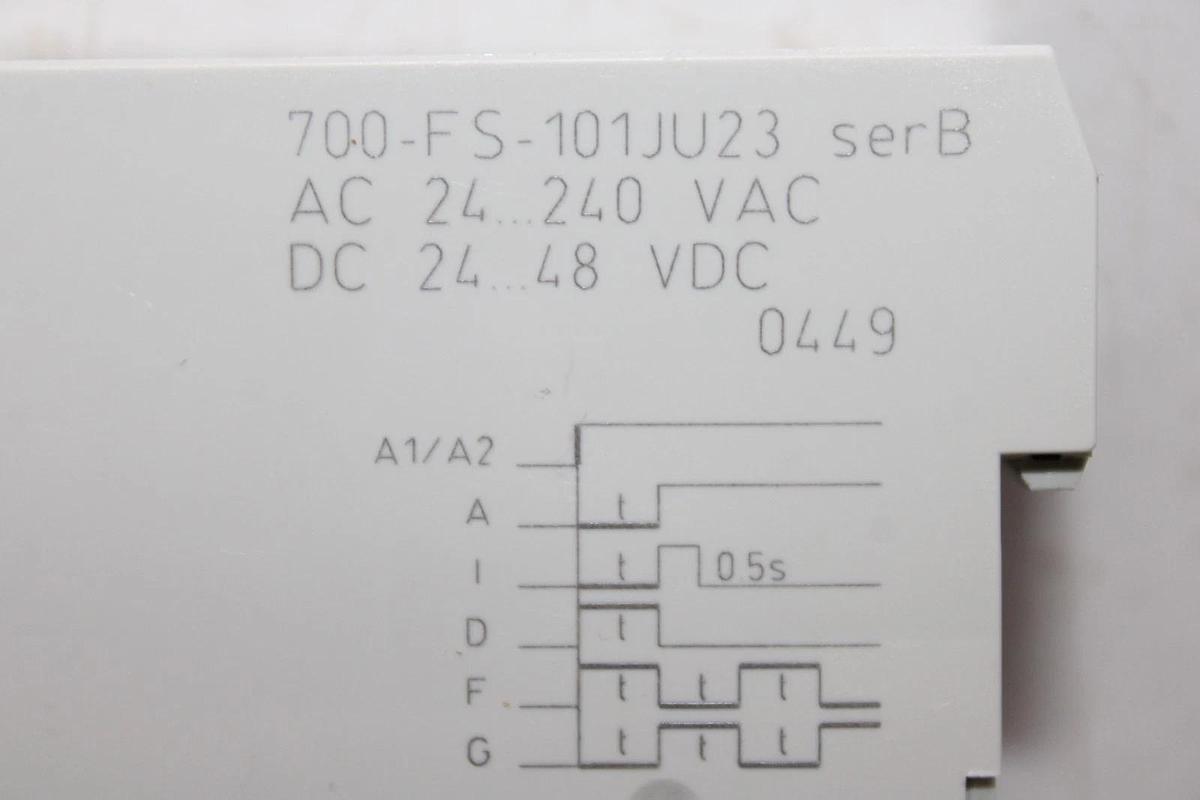 700-FS-101JU23 serB
AC 24...240 VAC
DC 24...48 VDC
0449
A1/A2
A t
I t 0.5s
D t
F t t t
G t t t